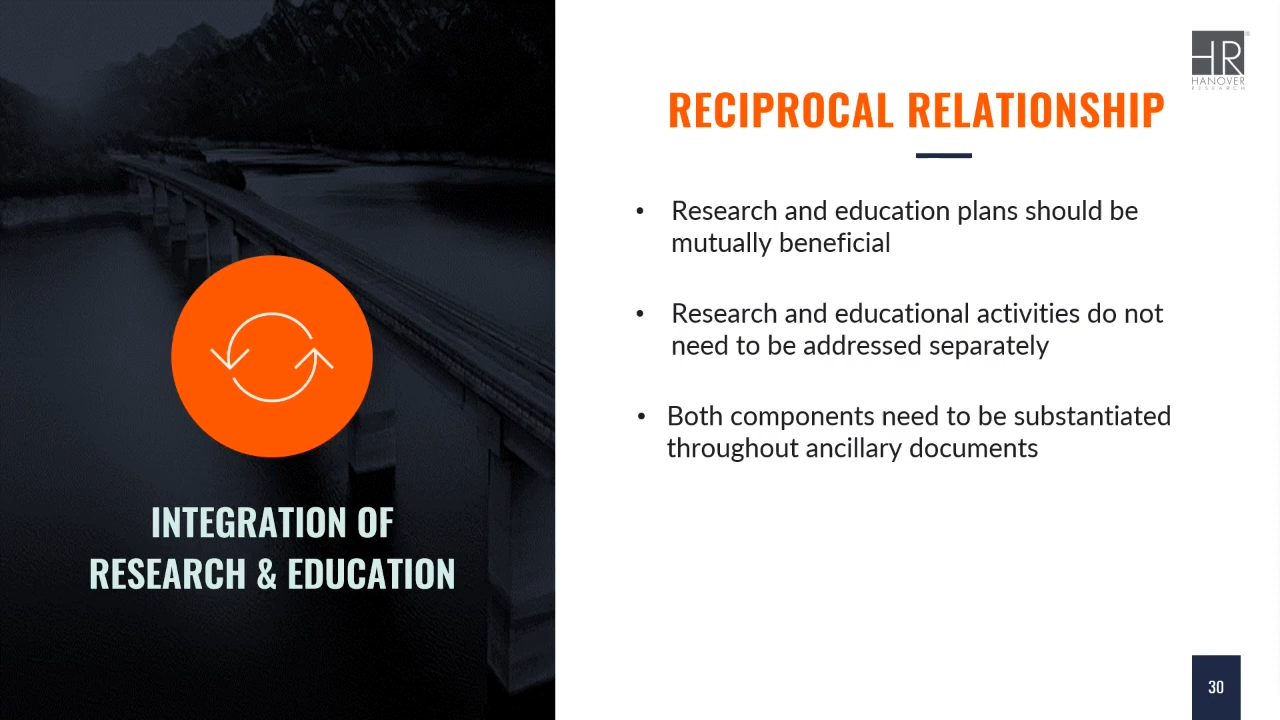 HR
HANOVER
RESEARCH
RECIPROCAL RELATIONSHIP
• Research and education plans should be
mutually beneficial
• Research and educational activities do not
need to be addressed separately
• Both components need to be substantiated
throughout ancillary documents
INTEGRATION OF
RESEARCH & EDUCATION
30